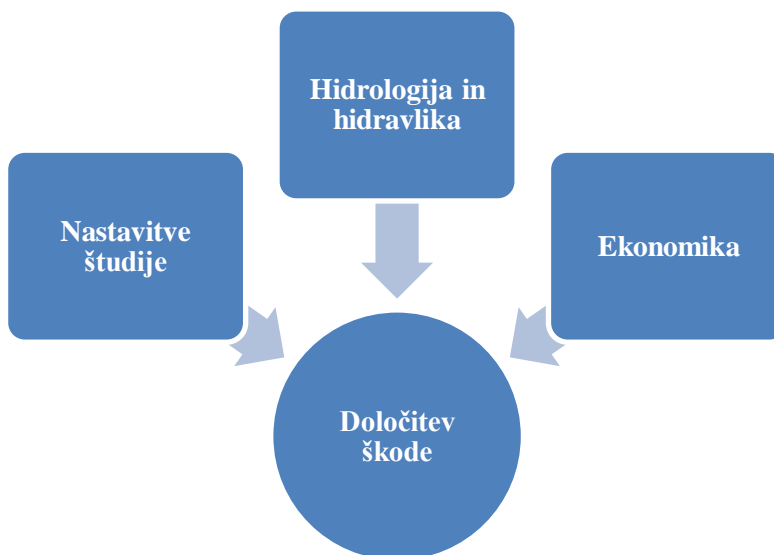 Hidrologija in
hidravlika
Nastavitve
študije
Ekonomika
Določitev
škode